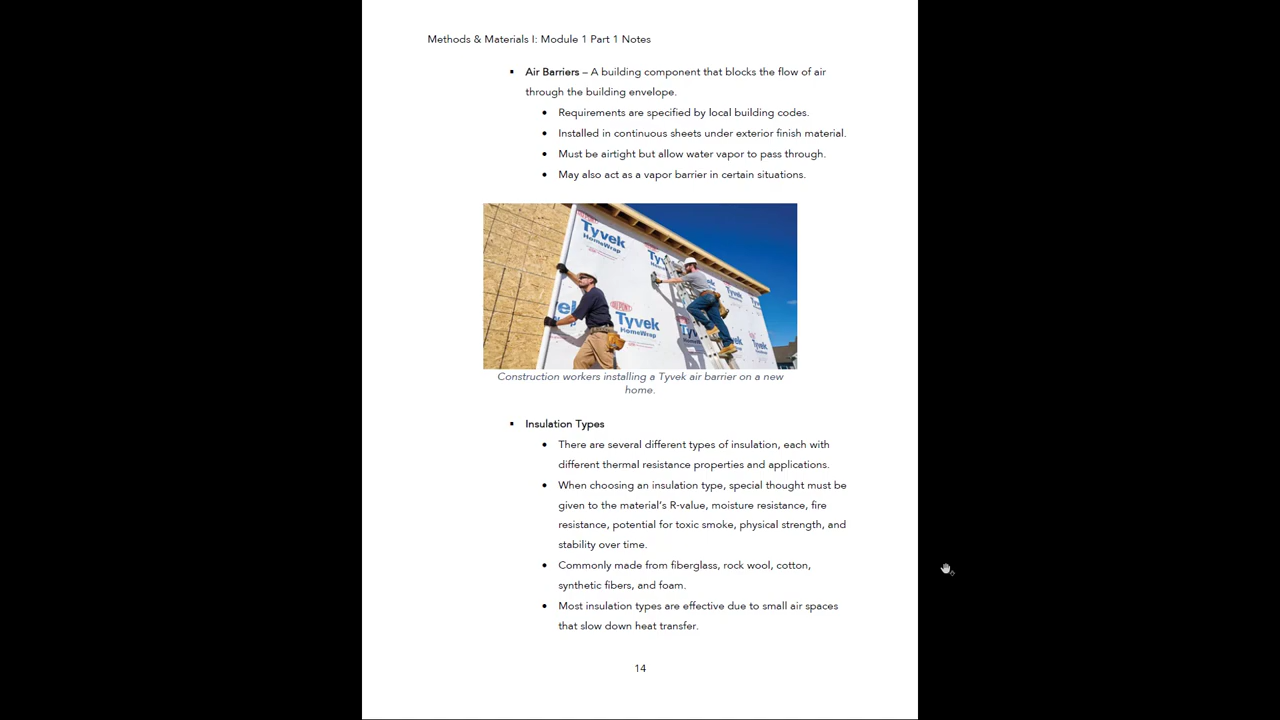 Methods & Materials I: Module 1 Part 1 Notes
▪ Air Barriers – A building component that blocks the flow of air
through the building envelope.
• Requirements are specified by local building codes.
• Installed in continuous sheets under exterior finish material.
• Must be airtight but allow water vapor to pass through.
• May also act as a vapor barrier in certain situations.
Tyvek
HomeWrap
Tyvek
HomeWrap
Construction workers installing a Tyvek air barrier on a new
home.
▪ Insulation Types
• There are several different types of insulation, each with
different thermal resistance properties and applications.
• When choosing an insulation type, special thought must be
given to the material's R-value, moisture resistance, fire
resistance, potential for toxic smoke, physical strength, and
stability over time.
• Commonly made from fiberglass, rock wool, cotton,
synthetic fibers, and foam.
• Most insulation types are effective due to small air spaces
that slow down heat transfer.
14